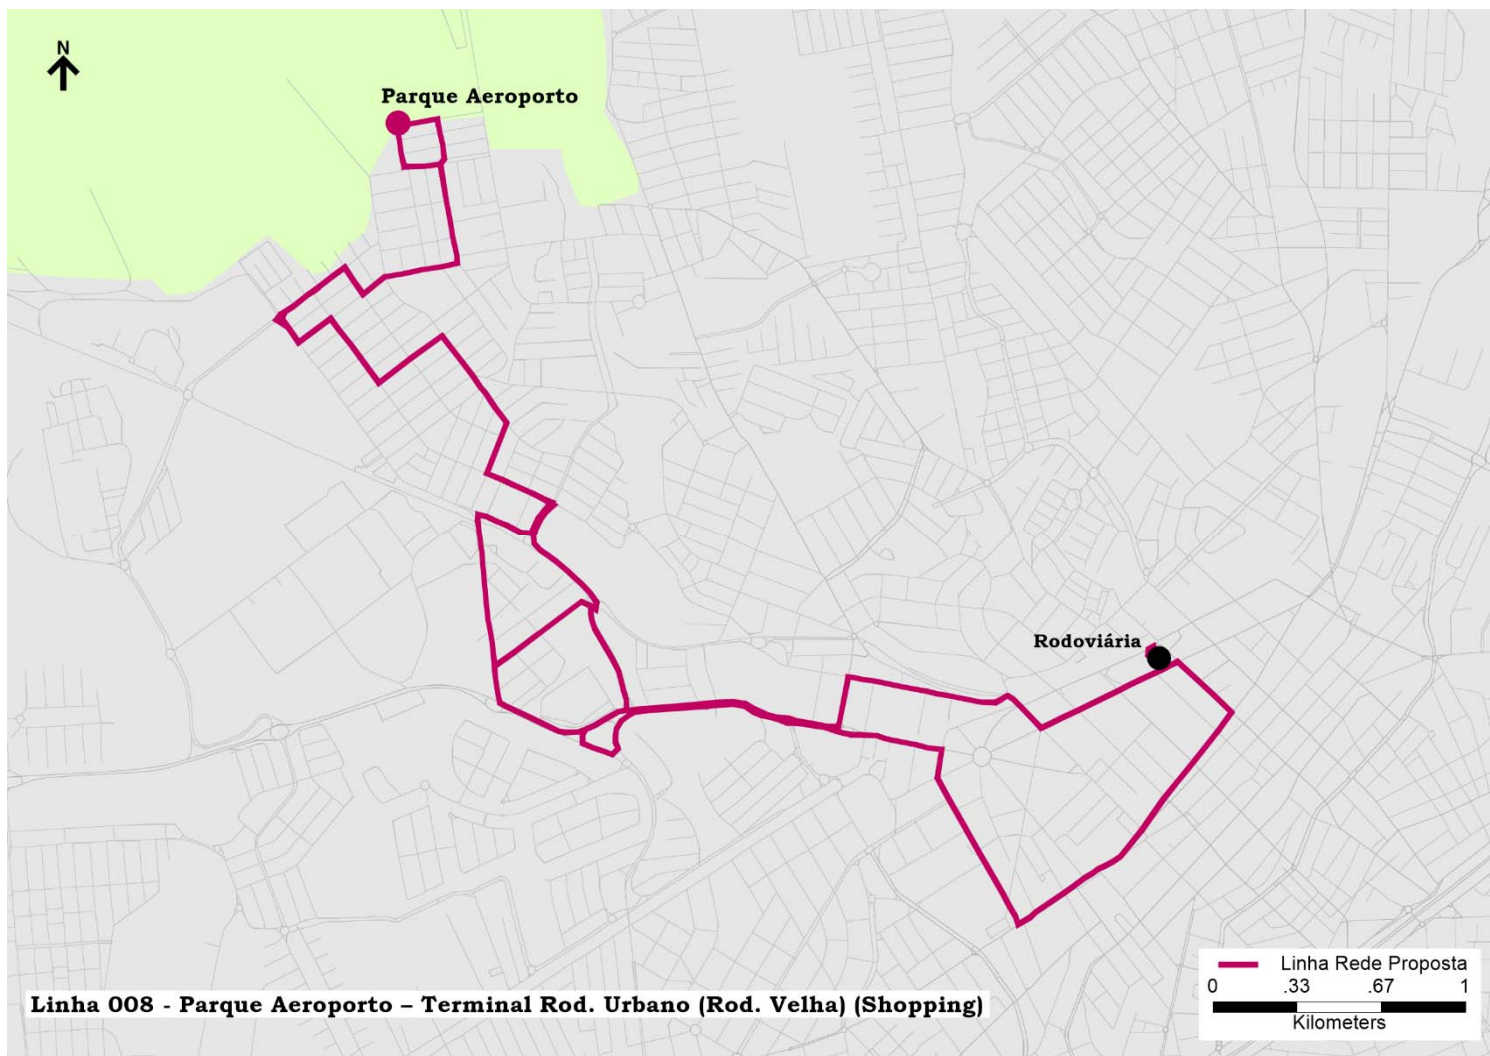 N
Parque Aeroporto
Rodoviária
Linha Rede Proposta
0 .33 .67 1
Kilometers
Linha 008 - Parque Aeroporto – Terminal Rod. Urbano (Rod. Velha) (Shopping)